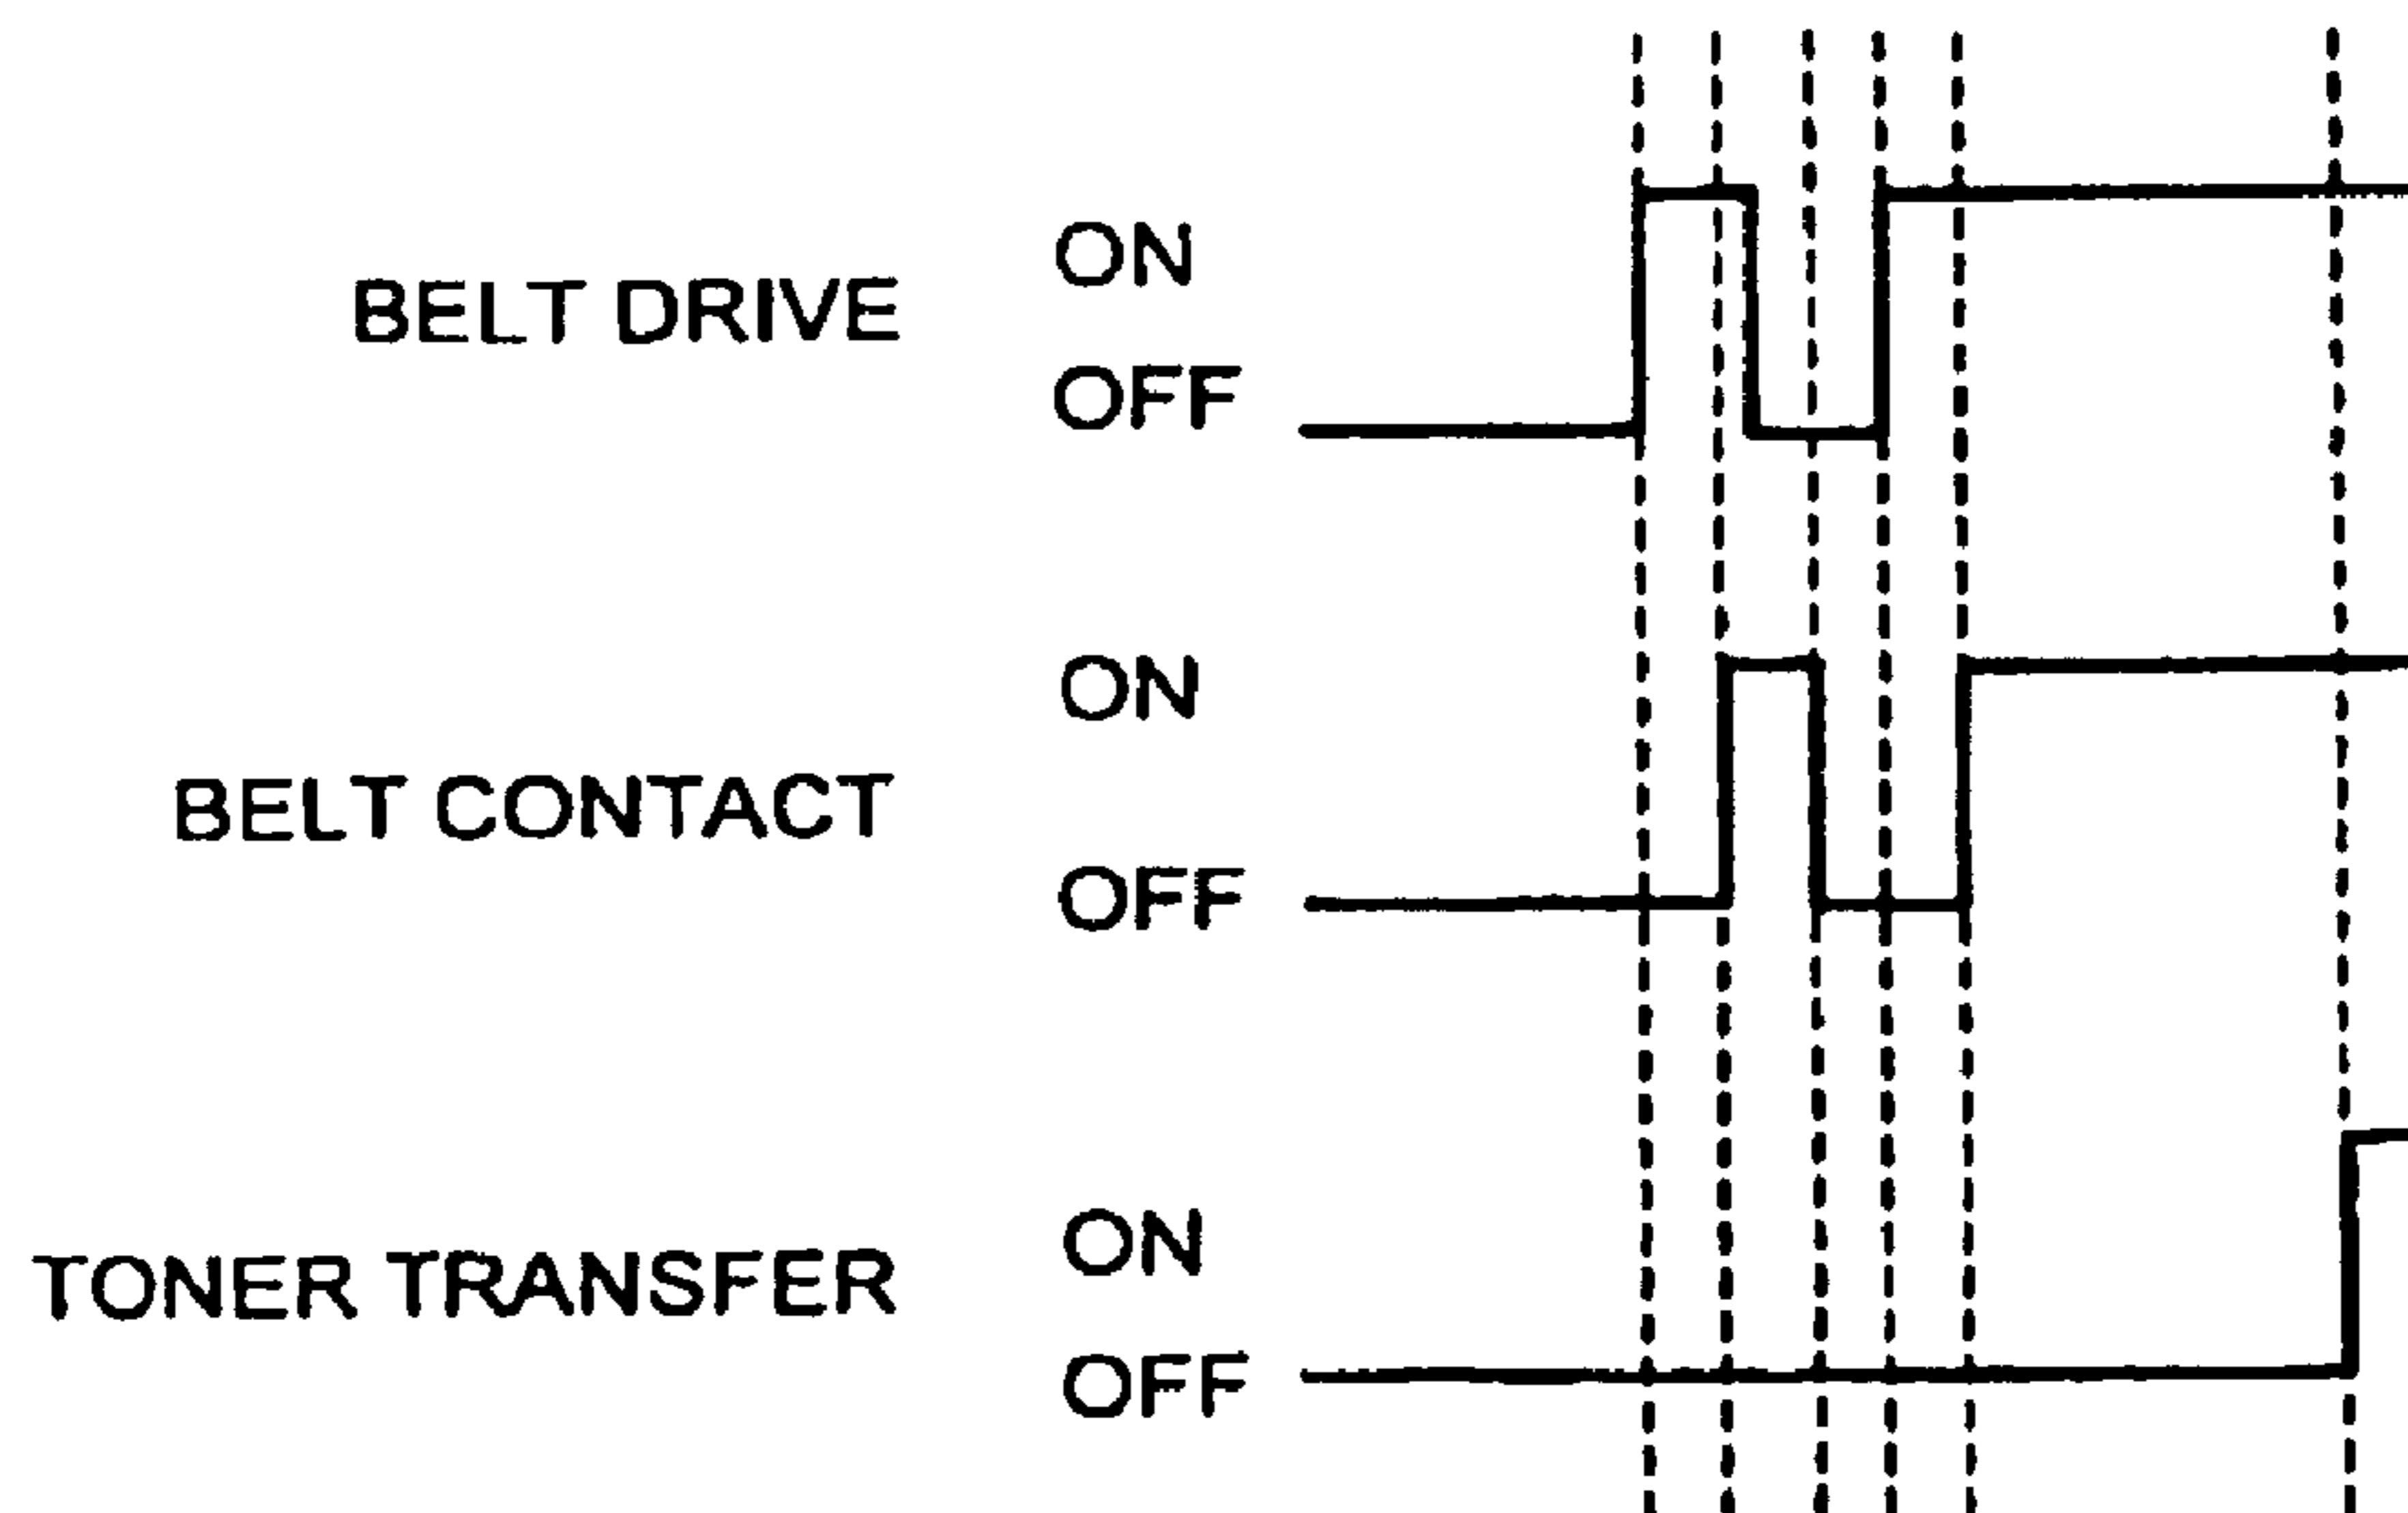 ON
BELT DRIVE
OFF
ON
BELT CONTACT
OFF
ON
TONER TRANSFER
OFF